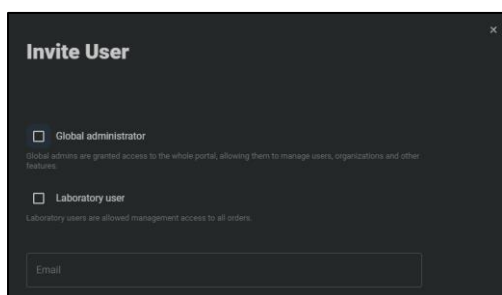 ×
Invite User
Global administrator
Global admins are granted access to the whole portal, allowing them to manage users, organizations and other
features.
Laboratory user
Laboratory users are allowed management access to all orders.
Email